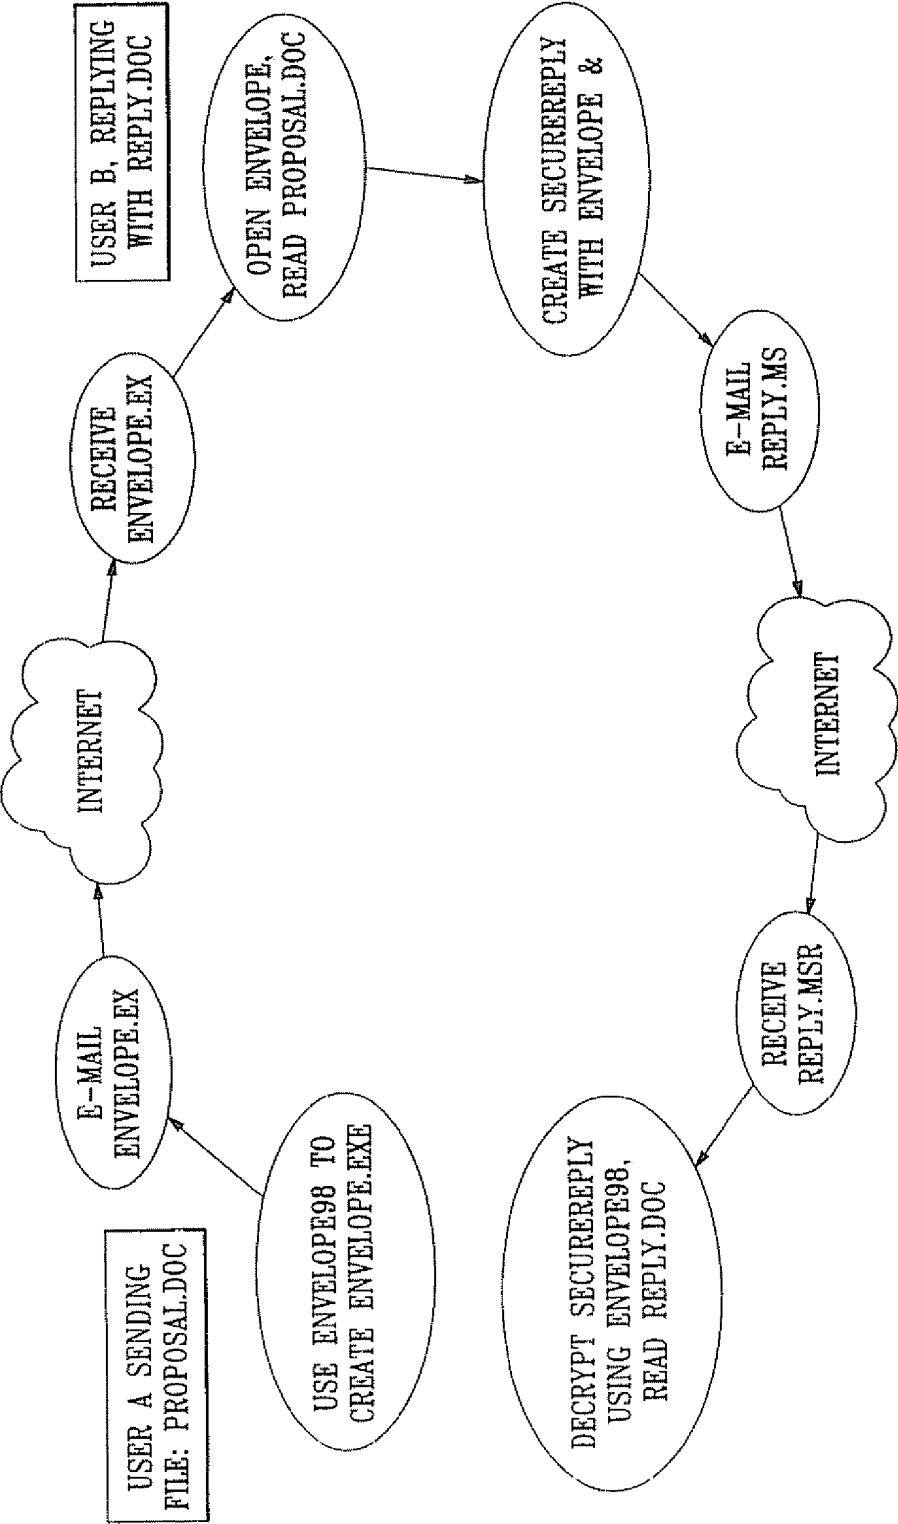 USER A SENDING
FILE: PROPOSAL.DOC
USE ENVELOPE98 TO
CREATE ENVELOPE.EXE
E-MAIL
ENVELOPE.EX
INTERNET
RECEIVE
ENVELOPE.EX
USER B, REPLYING
WITH REPLY.DOC
OPEN ENVELOPE,
READ PROPOSAL.DOC
CREATE SECUREREPLY
WITH ENVELOPE &
E-MAIL
REPLY.MS
INTERNET
RECEIVE
REPLY.MSR
DECRYPT SECUREREPLY
USING ENVELOPE98,
READ REPLY.DOC